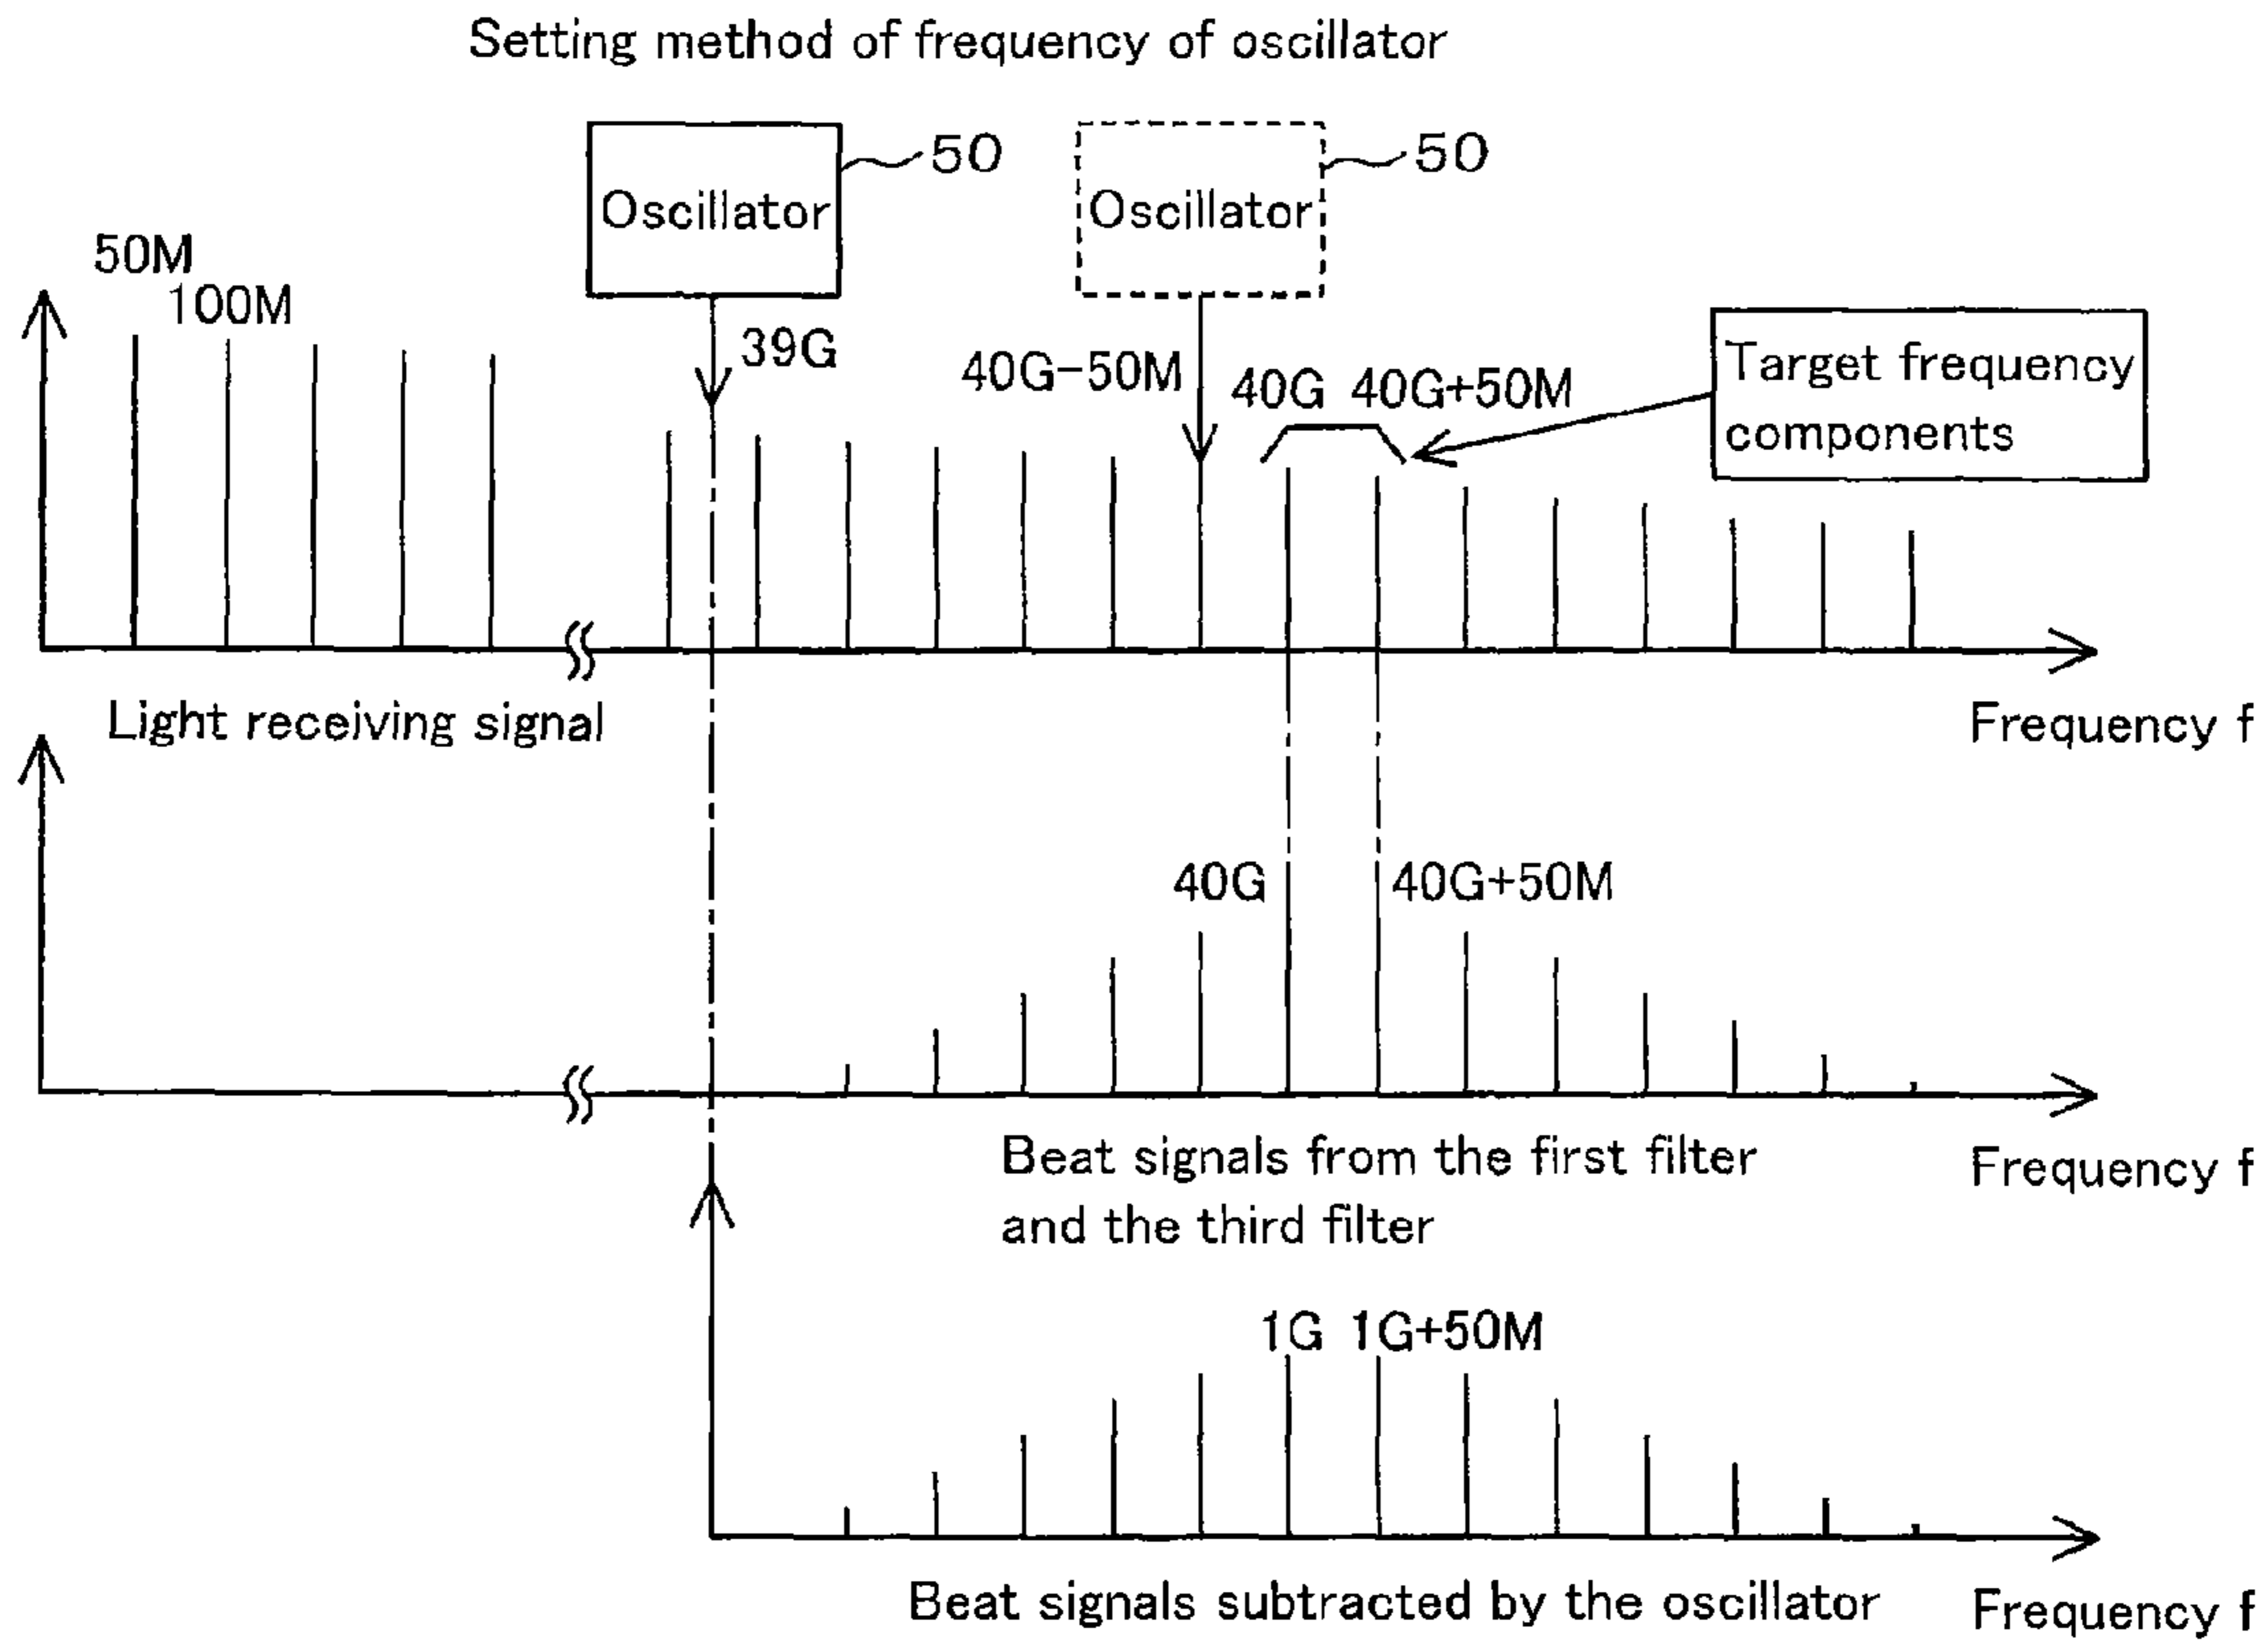 Setting method of frequency of oscillator
50
50
Oscillator
Oscillator
50M
100M
39G
40G-50M
40G 40G+50M
Target frequency
components
Light receiving signal
Frequency f
40G
40G+50M
Beat signals from the first filter
and the third filter
Frequency f
1G 1G+50M
Beat signals subtracted by the oscillator
Frequency f